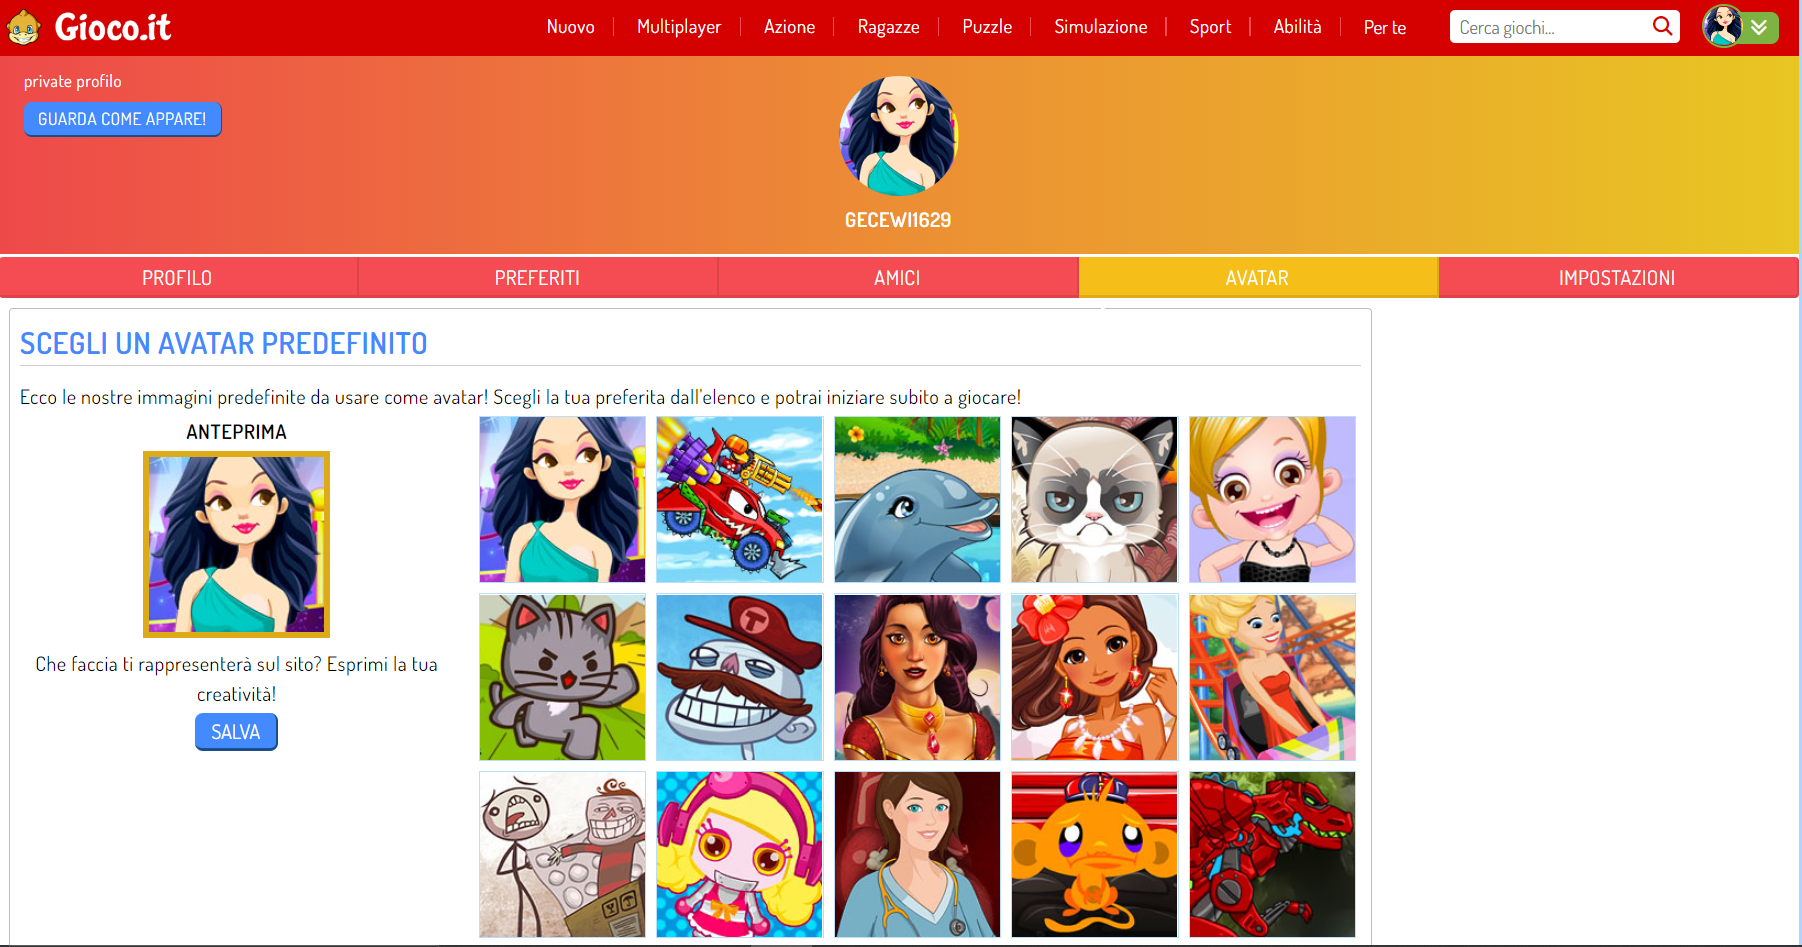 Gioco.it
Nuovo
Multiplayer
Azione
Ragazze
Puzzle
Simulazione
Sport
Abilità
Per te
Cerca giochi...
private profilo
GUARDA COME APPARE!
GECEWI1629
PROFILO
PREFERITI
AMICI
AVATAR
IMPOSTAZIONI
SCEGLI UN AVATAR PREDEFINITO
Ecco le nostre immagini predefinite da usare come avatar! Scegli la tua preferita dall'elenco e potrai iniziare subito a giocare!
ANTEPRIMA
Che faccia ti rappresenterà sul sito? Esprimi la tua
creatività!
SALVA
T